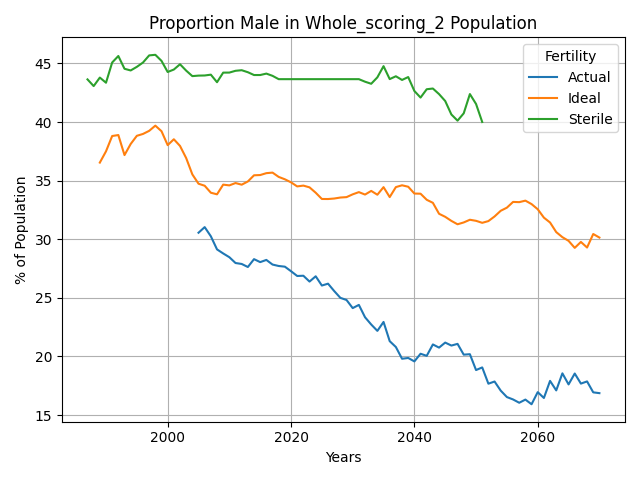 Proportion Male in Whole_scoring_2 Population
Fertility
Actual
Ideal
Sterile
% of Population
45
40
35
30
25
20
15
2000 2020 2040 2060
Years